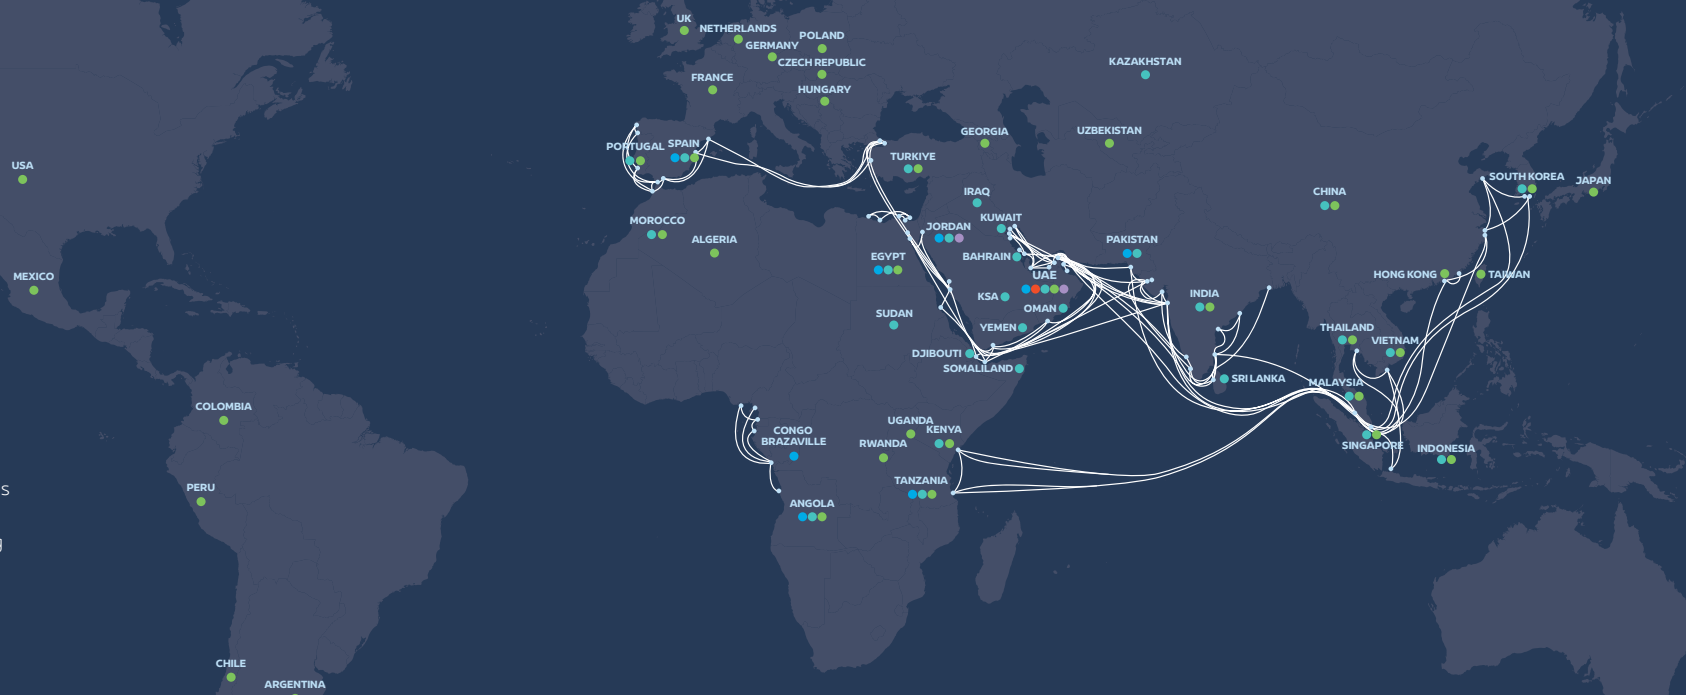 UK
NETHERLANDS
POLAND
GERMANY
CZECH REPUBLIC
KAZAKHSTAN
FRANCE
HUNGARY
GEORGIA
UZBEKISTAN
PORTUGAL
SPAIN
TURKIYE
USA
SOUTH KOREA
JAPAN
IRAQ
CHINA
MOROCCO
KUWAIT
JORDAN
ALGERIA
PAKISTAN
EGYPT
BAHRAIN
MEXICO
UAE
HONG KONG
TAIWAN
KSA
INDIA
OMAN
SUDAN
YEMEN
THAILAND
VIETNAM
DJIBOUTI
SOMALILAND
SRI LANKA
MALAYSIA
COLOMBIA
UGANDA
CONGO
BRAZAVILLE
KENYA
RWANDA
SINGAPORE
INDONESIA
TANZANIA
PERU
s
ANGOLA
g
CHILE
ARGENTINA